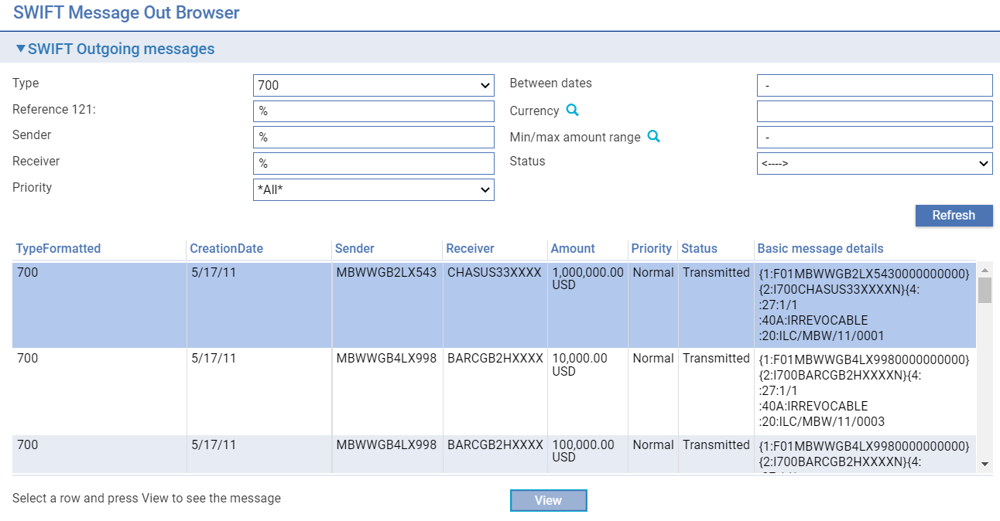 SWIFT Message Out Browser
▼SWIFT Outgoing messages
Type 700 Between dates -
Reference 121: % Currency
Sender % Min/max amount range -
Receiver % Status <---->
Priority *All*
Refresh
TypeFormatted CreationDate Sender Receiver Amount Priority Status Basic message details
700 5/17/11 MBWWGB2LX543 CHASUS33XXXX 1,000,000.00 Normal Transmitted {1:F01MBWWGB2LX5430000000000}
USD {2:I700CHASUS33XXXXN}{4:
:27:1/1
:40A:IRREVOCABLE
:20:ILC/MBW/11/0001
700 5/17/11 MBWWGB4LX998 BARCGB2HXXXX 10,000.00 Normal Transmitted {1:F01MBWWGB4LX9980000000000}
USD {2:I700BARCGB2HXXXXN}{4:
:27:1/1
:40A:IRREVOCABLE
:20:ILC/MBW/11/0003
700 5/17/11 MBWWGB4LX998 BARCGB2HXXXX 100,000.00 Normal Transmitted {1:F01MBWWGB4LX9980000000000}
USD {2:I700BARCGB2HXXXXN}{4:
Select a row and press View to see the message View